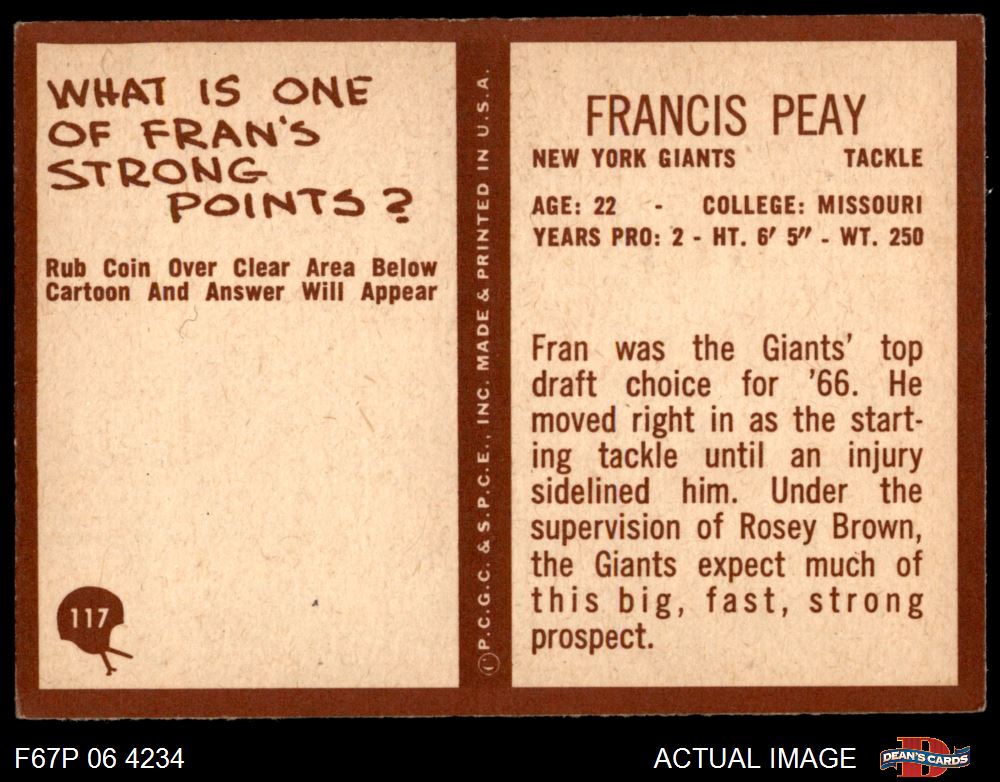 WHAT IS ONE
OF FRAN'S
STRONG
POINTS?
Rub Coin Over Clear Area Below
Cartoon And Answer Will Appear
117
© P.C.G.C. & S.P.C.E., INC. MADE & PRINTED IN U.S.A.
FRANCIS PEAY
NEW YORK GIANTS TACKLE
AGE: 22 - COLLEGE: MISSOURI
YEARS PRO: 2 - HT. 6' 5" - WT. 250
Fran was the Giants' top
draft choice for '66. He
moved right in as the start-
ing tackle until an injury
sidelined him. Under the
supervision of Rosey Brown,
the Giants expect much of
this big, fast, strong
prospect.
F67P 06 4234
ACTUAL IMAGE
DEAN'S CARDS